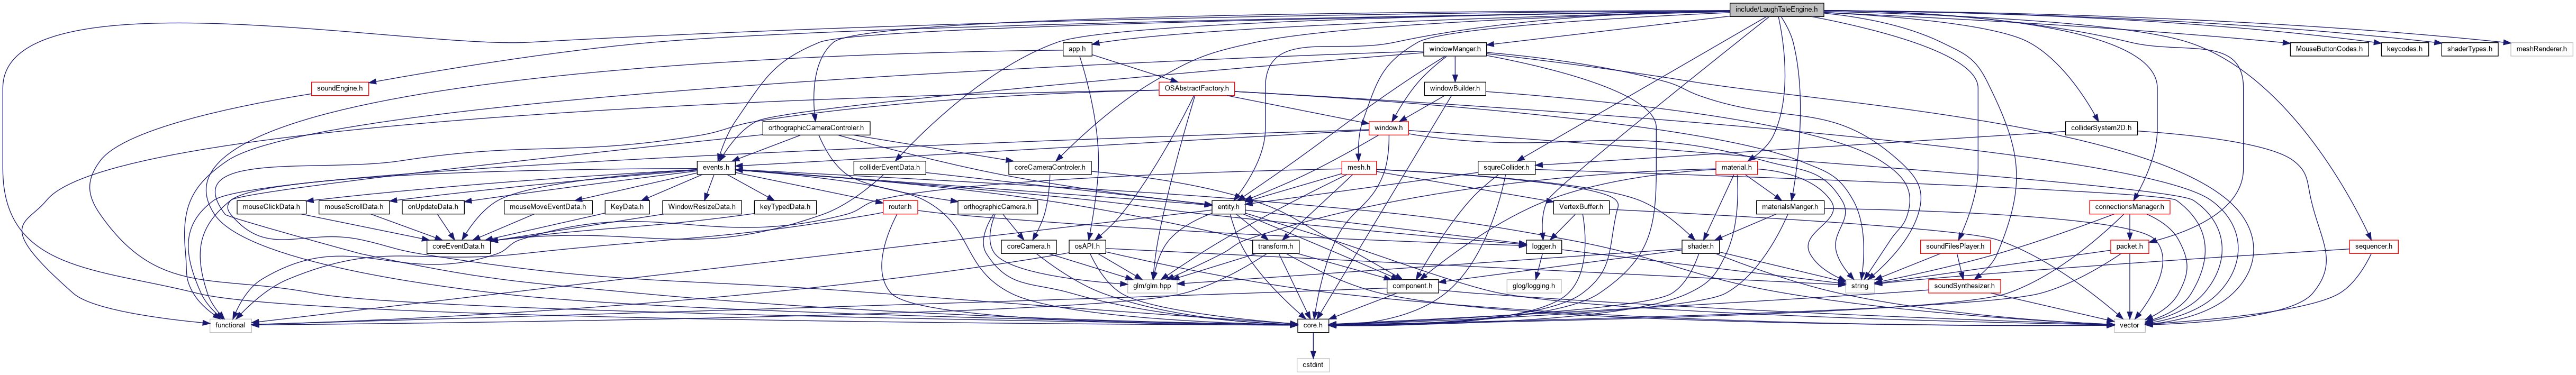 include/LaughTaleEngine.h
app.h
windowManger.h
MouseButtonCodes.h
keycodes.h
shaderTypes.h
meshRenderer.h
soundEngine.h
OSAbstractFactory.h
windowBuilder.h
orthographicCameraControler.h
window.h
colliderSystem2D.h
events.h
colliderEventData.h
coreCameraControler.h
mesh.h
squreCollider.h
material.h
mouseClickData.h
mouseScrollData.h
onUpdateData.h
mouseMoveEventData.h
KeyData.h
WindowResizeData.h
keyTypedData.h
router.h
orthographicCamera.h
entity.h
VertexBuffer.h
materialsManger.h
connectionsManager.h
coreEventData.h
coreCamera.h
osAPI.h
transform.h
logger.h
shader.h
soundFilesPlayer.h
packet.h
sequencer.h
glm/glm.hpp
component.h
glog/logging.h
string
soundSynthesizer.h
functional
core.h
vector
cstdint